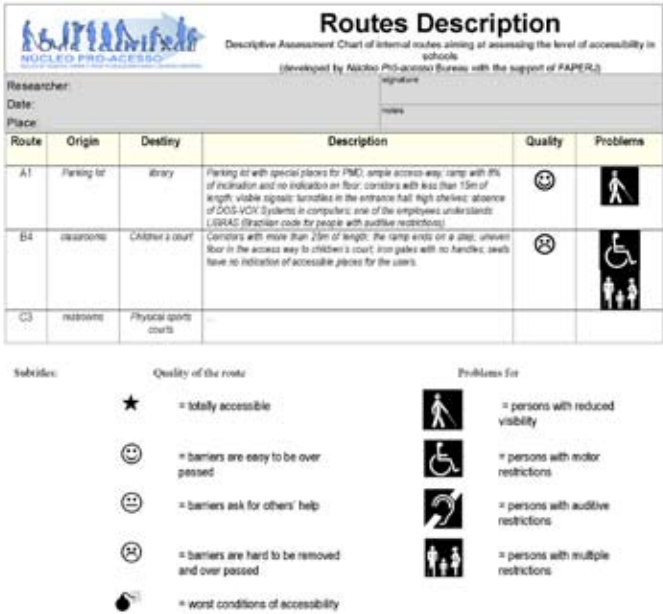 Routes Description
Descriptive Assessment Chart of internal routes aiming at assessing the level of accessibility in
schools
(developed by Núcleo Pró-acesso Bureau with the support of FAPERJ)
NÚCLEO PRÓ-ACESSO
Researcher:
signature
Date:
notes
Place:
Route Origin Destiny Description Quality Problems
A1 Parking lot library Parking lot with special places for PMD; ample access-way; ramp with 8%
of inclination and no indication on floor; corridors with less than 15m of
length; viable signals; turnstiles in the entrance hall; high shelves; absence
of DOS-VOX Systems in computers; one of the employees understands
LIBRAS (Brazilian code for people with auditive restrictions).
B4 classrooms Children's court Corridors with more than 25m of length; the ramp ends on a step; uneven
floor in the access way to children's court; iron gates with no handles; seats
have no indication of accessible places for the users.
C3 restrooms Physical sports
courts
...
Subtitles: Quality of the route Problems for
= totally accessible
= persons with reduced
visibility
= barriers are easy to be over
passed
= persons with motor
restrictions
= barriers ask for others' help
= persons with auditive
restrictions
= barriers are hard to be removed
and over passed
= persons with multiple
restrictions
= worst conditions of accessibility